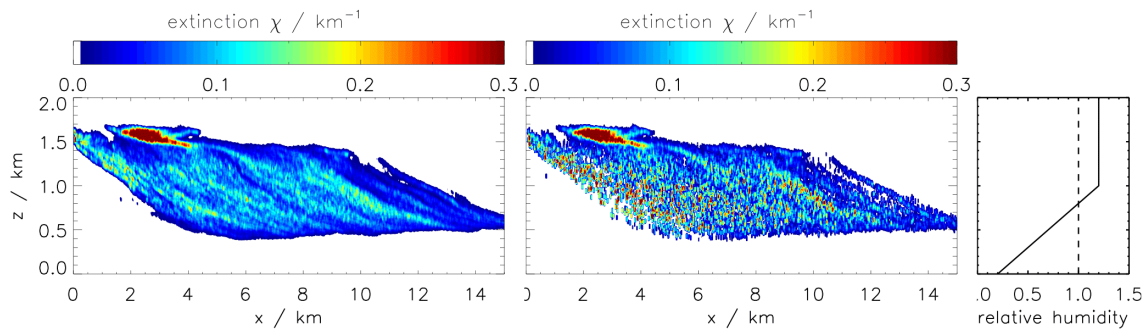 extinction χ / km⁻¹ extinction χ / km⁻¹
0.0 0.1 0.2 0.3 0.0 0.1 0.2 0.3
2.0
1.5
1.0
0.5
0.0
z / km
0 2 4 6 8 10 12 14 0 2 4 6 8 10 12 14 .0 0.5 1.0 1.5
x / km x / km relative humidity